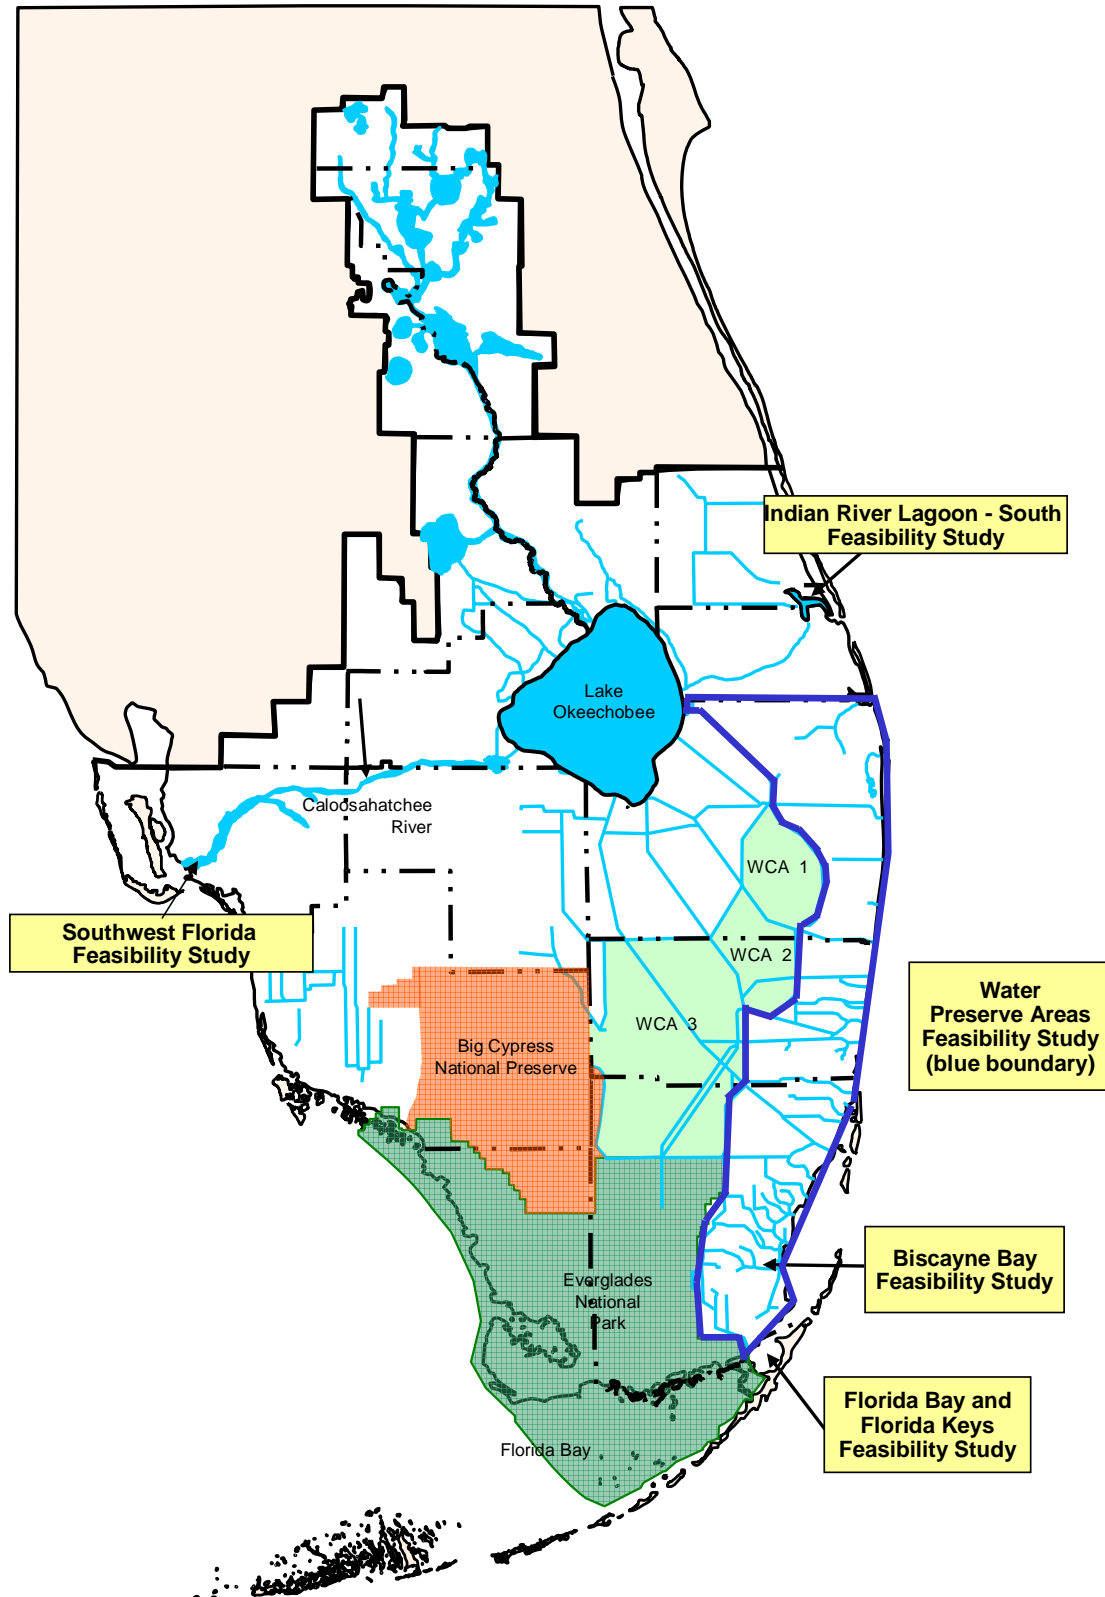 Indian River Lagoon - South
Feasibility Study
Lake
Okeechobee
Caloosahatchee
River
WCA 1
Southwest Florida
Feasibility Study
WCA 2
Water
Preserve Areas
Feasibility Study
(blue boundary)
WCA 3
Big Cypress
National Preserve
Biscayne Bay
Feasibility Study
Everglades
National
Park
Florida Bay and
Florida Keys
Feasibility Study
Florida Bay